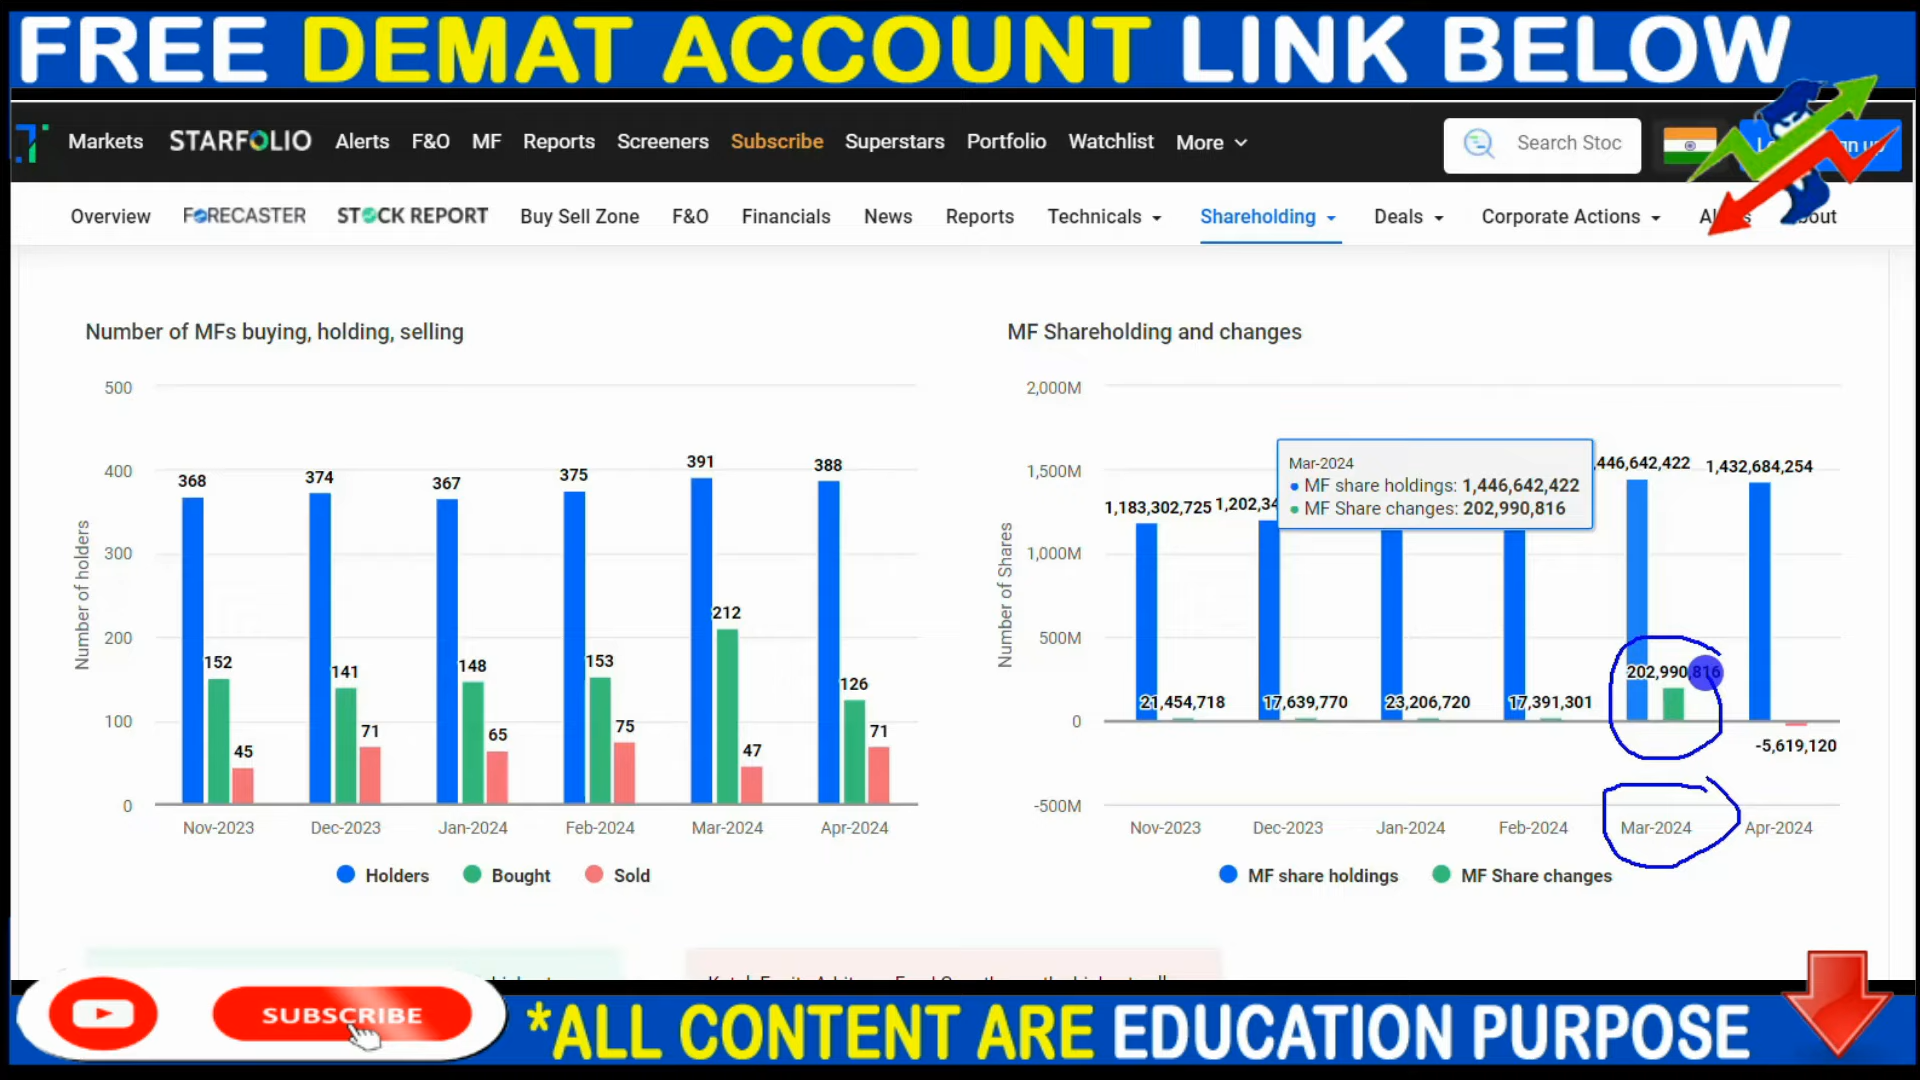 FREE DEMAT ACCOUNT LINK BELOW
Markets STARFOLIO Alerts F&O MF Reports Screeners Subscribe Superstars Portfolio Watchlist More Search Stoc
Overview FORECASTER STOCK REPORT Buy Sell Zone F&O Financials News Reports Technicals Shareholding Deals Corporate Actions
Number of MFs buying, holding, selling
Number of holders
500
400
300
200
100
0
368 374 367 375 391 388
152 141 148 153 212 126
45 71 65 75 47 71
Nov-2023 Dec-2023 Jan-2024 Feb-2024 Mar-2024 Apr-2024
Holders Bought Sold
MF Shareholding and changes
Number of Shares
2,000M
1,500M
1,000M
500M
0
-500M
Mar-2024
MF share holdings: 1,446,642,422
MF Share changes: 202,990,816
1,183,302,725 1,202,34 ,446,642,422 1,432,684,254
21,454,718 17,639,770 23,206,720 17,391,301 202,990,816 -5,619,120
Nov-2023 Dec-2023 Jan-2024 Feb-2024 Mar-2024 Apr-2024
MF share holdings MF Share changes
SUBSCRIBE
*ALL CONTENT ARE EDUCATION PURPOSE